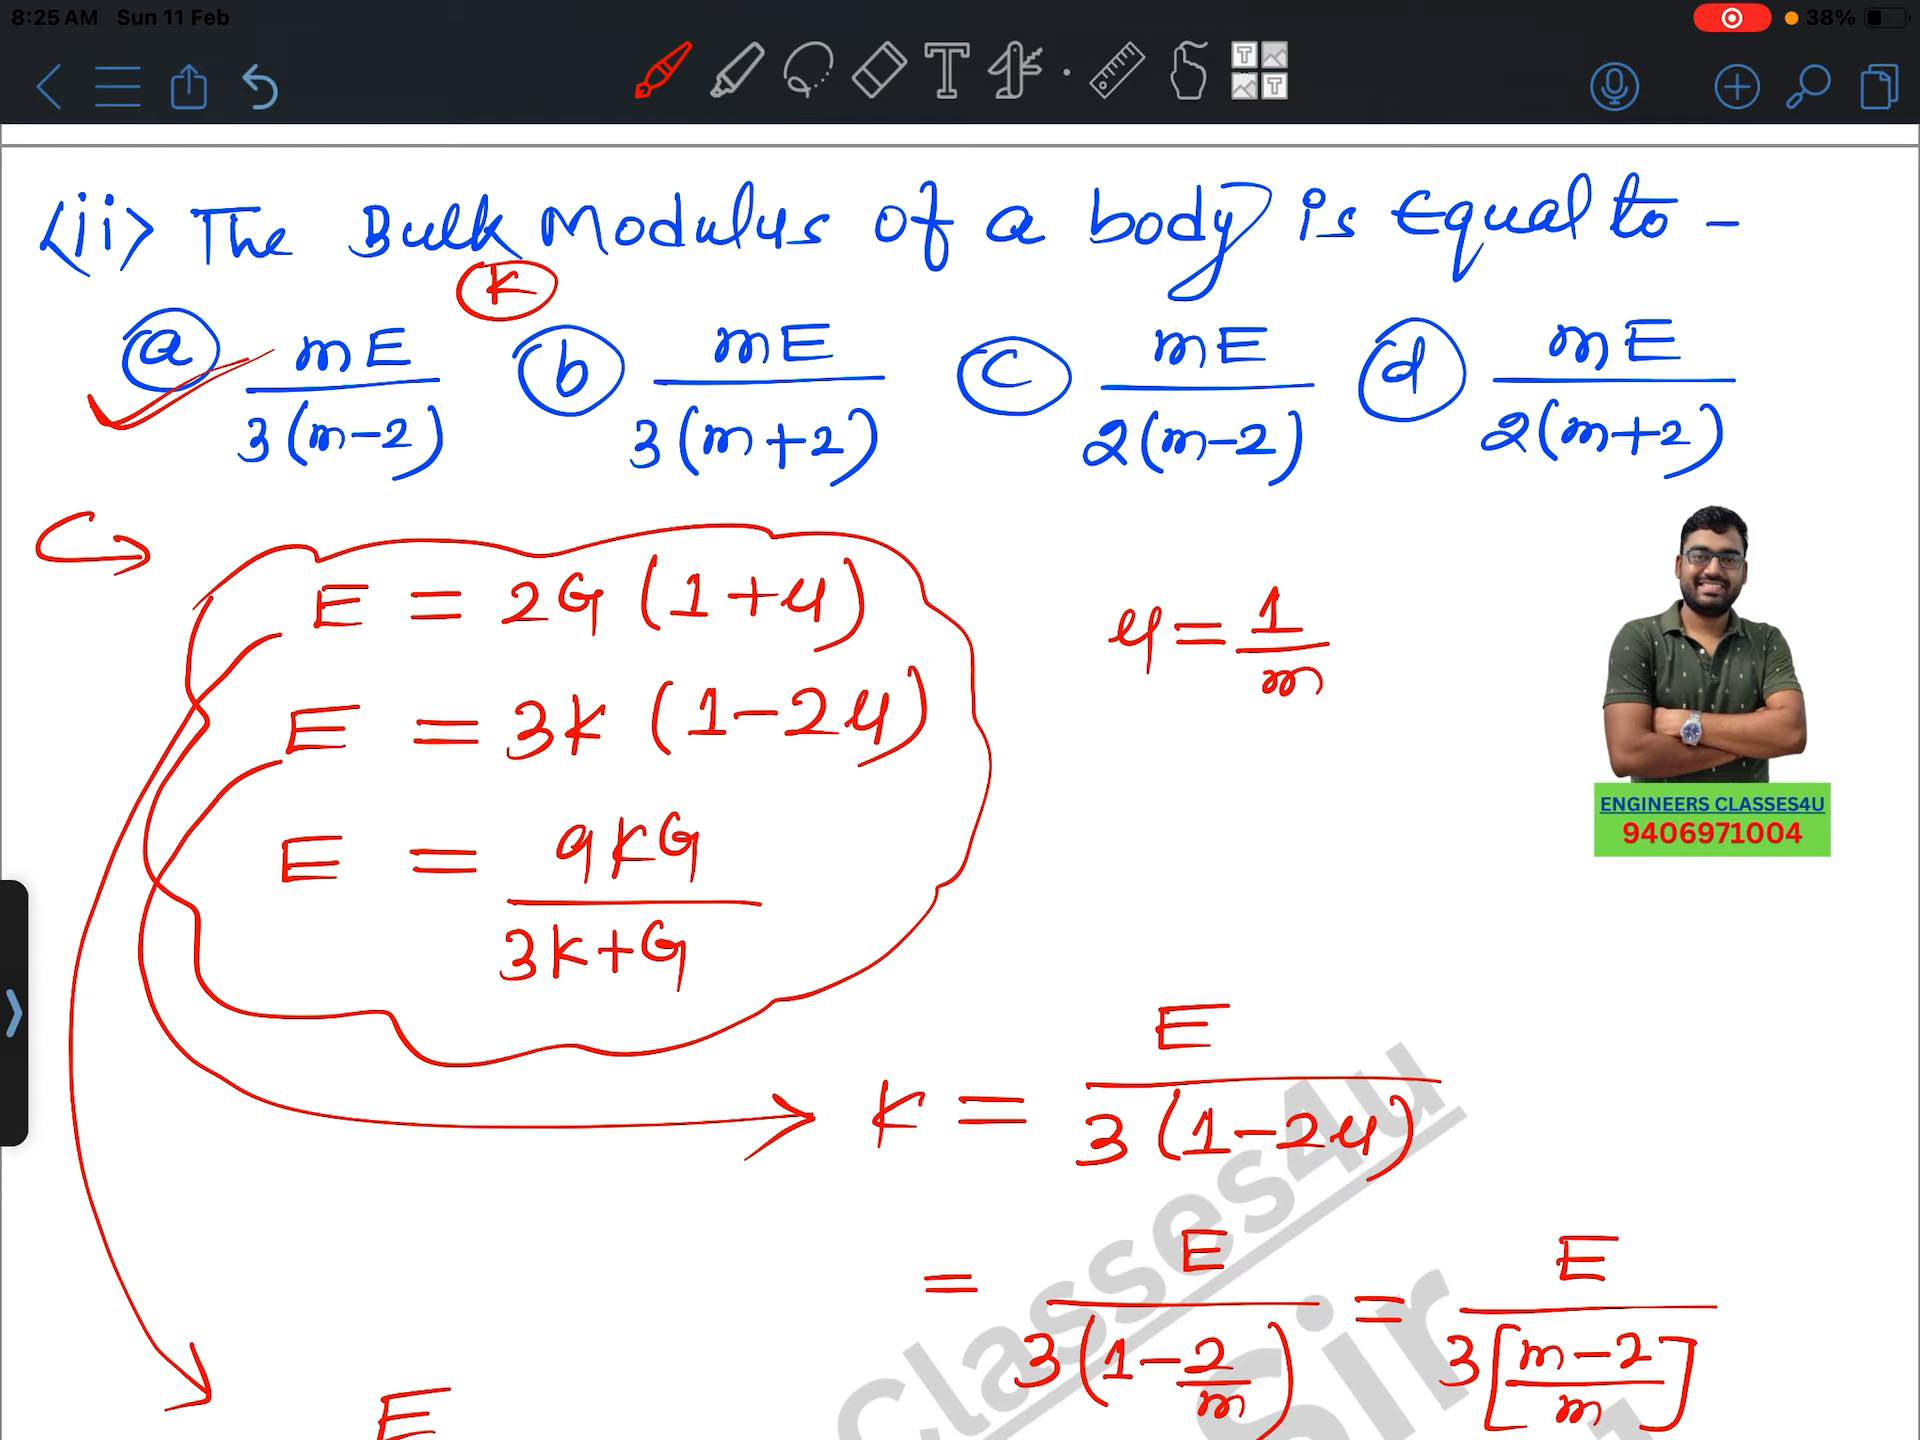 8:25 AM Sun 11 Feb 38%
(ii) The Bulk Modulus of a body is Equal to -
K
(a) mE / 3(m-2) (b) mE / 3(m+2) (c) mE / 2(m-2) (d) mE / 2(m+2)
E = 2G (1+μ)
μ = 1/m
E = 3K (1-2μ)
E = 9KG / 3K+G
ENGINEERS CLASSES4U
9406971004
K = E / 3(1-2μ)
= E / 3(1-2/m) = E / 3[m-2/m]
E
Classes4u
Sir